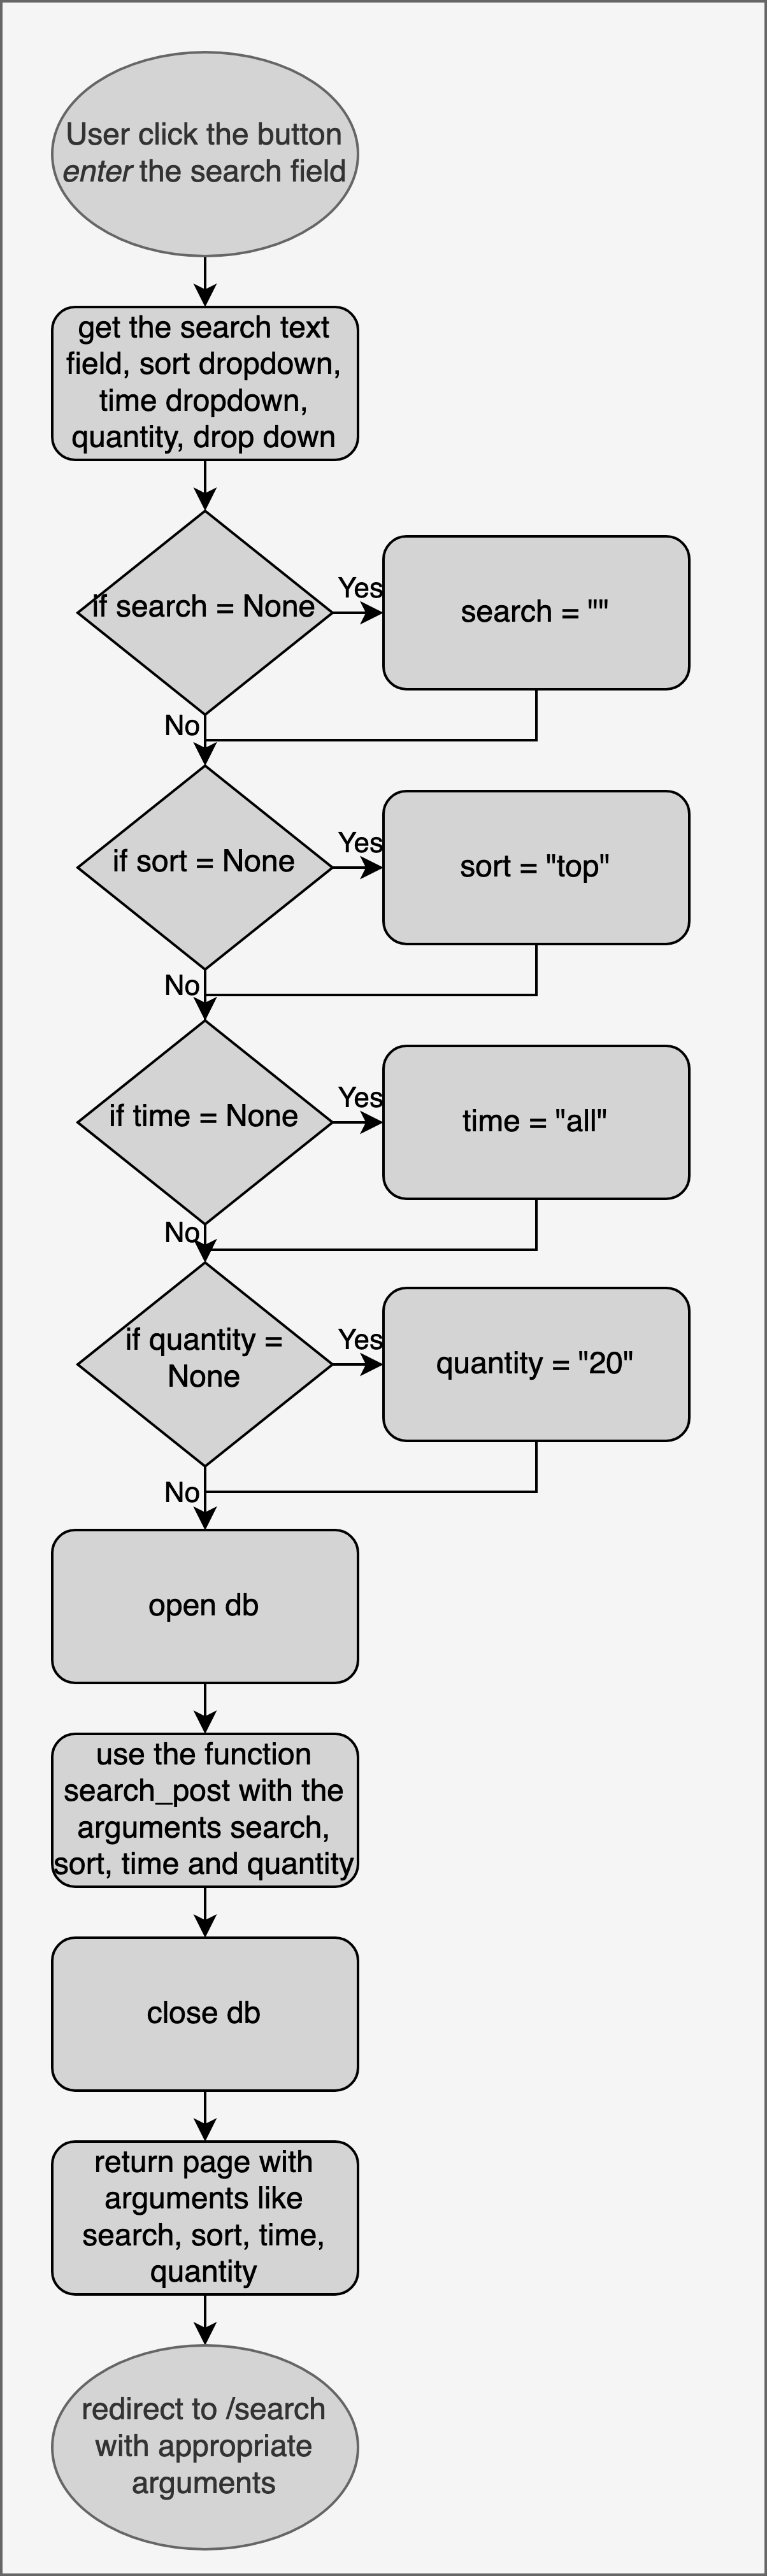 User click the button
enter the search field
get the search text
field, sort dropdown,
time dropdown,
quantity, drop down
if search = None
Yes
search = ""
No
if sort = None
Yes
sort = "top"
No
if time = None
Yes
time = "all"
No
if quantity =
None
Yes
quantity = "20"
No
open db
use the function
search_post with the
arguments search,
sort, time and quantity
close db
return page with
arguments like
search, sort, time,
quantity
redirect to /search
with appropriate
arguments